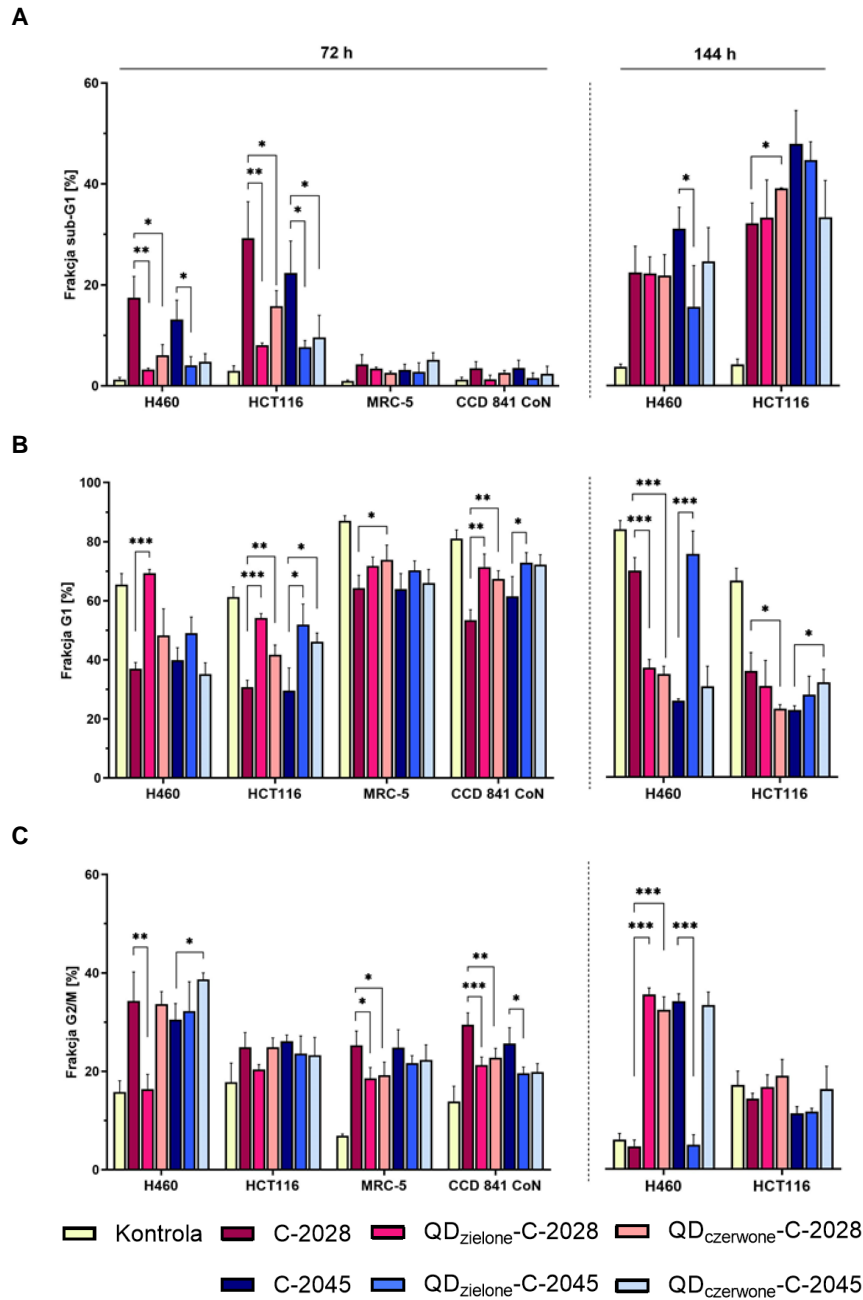 A
72 h
144 h
60
40
20
0
Frakcja sub-G1 [%]
* ** * * ** * * * *
H460 HCT116 MRC-5 CCD 841 CoN H460 HCT116
B
100
80
60
40
20
0
Frakcja G1 [%]
*** ** *** * * * ** ** * *** *** *** * *
H460 HCT116 MRC-5 CCD 841 CoN H460 HCT116
C
60
40
20
0
Frakcja G2/M [%]
** * * * ** *** * *** *** ***
H460 HCT116 MRC-5 CCD 841 CoN H460 HCT116
Kontrola C-2028 QDzielone-C-2028 QDczerwone-C-2028
C-2045 QDzielone-C-2045 QDczerwone-C-2045